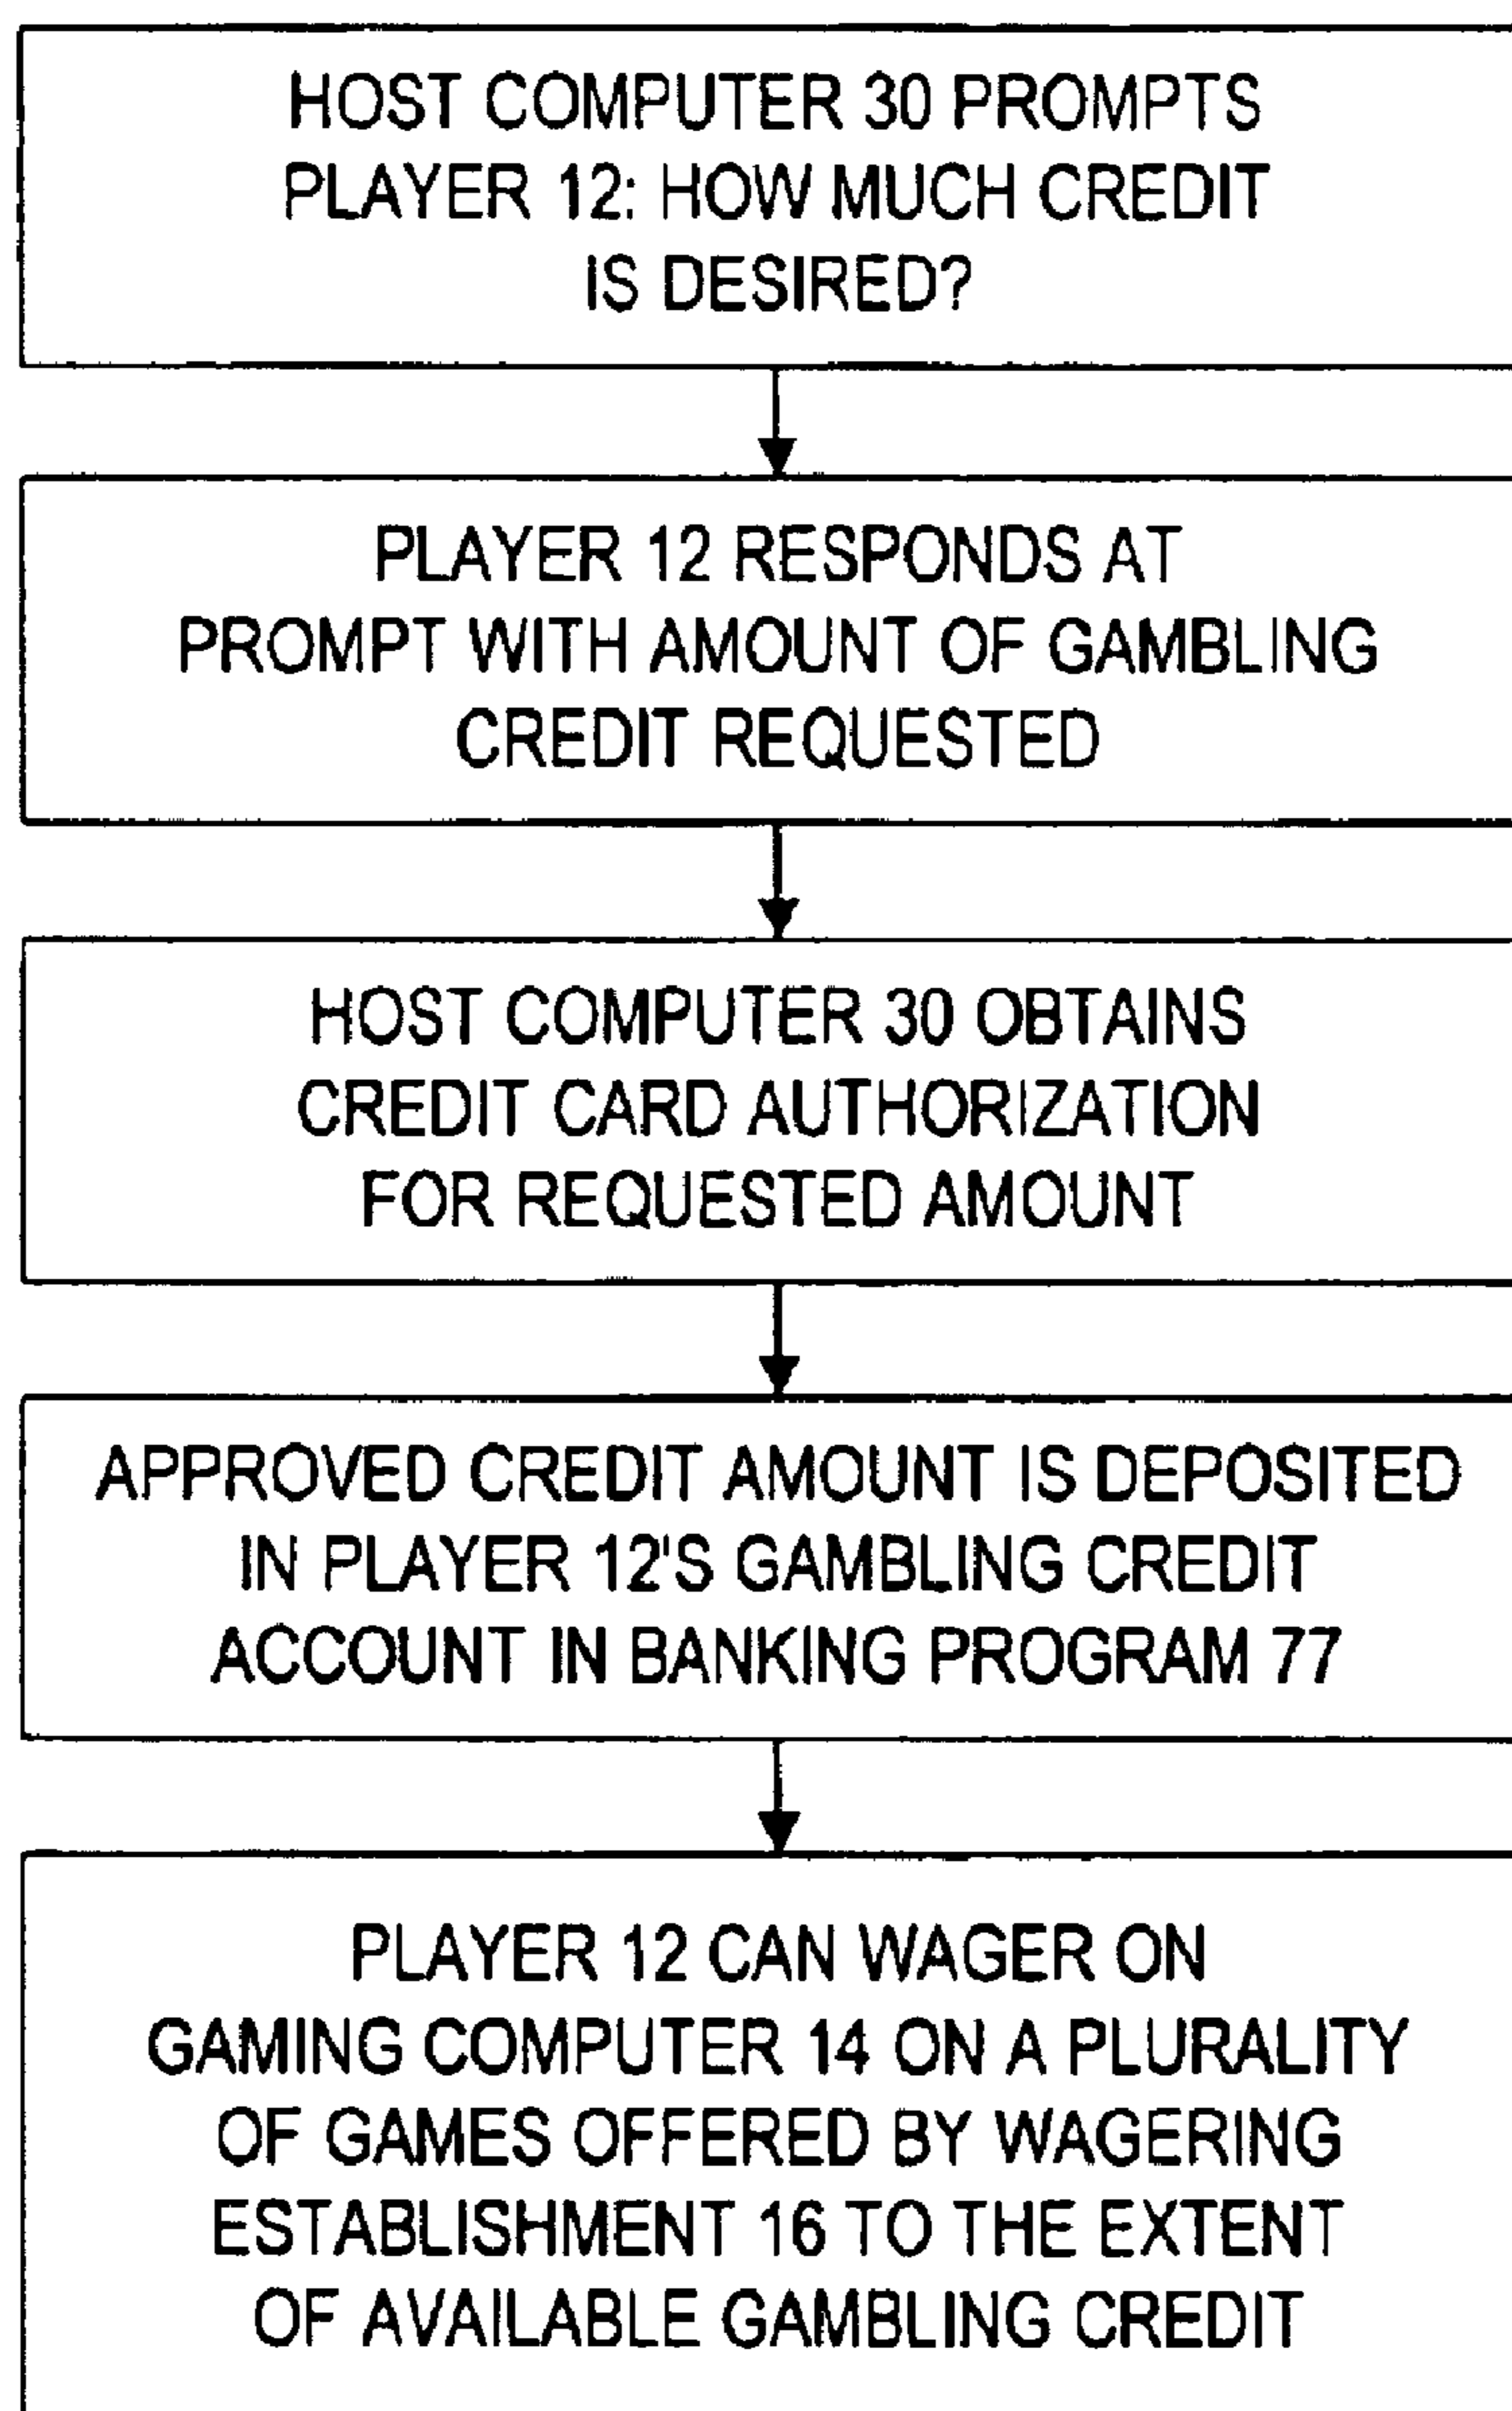 HOST COMPUTER 30 PROMPTS
PLAYER 12: HOW MUCH CREDIT
IS DESIRED?
PLAYER 12 RESPONDS AT
PROMPT WITH AMOUNT OF GAMBLING
CREDIT REQUESTED
HOST COMPUTER 30 OBTAINS
CREDIT CARD AUTHORIZATION
FOR REQUESTED AMOUNT
APPROVED CREDIT AMOUNT IS DEPOSITED
IN PLAYER 12'S GAMBLING CREDIT
ACCOUNT IN BANKING PROGRAM 77
PLAYER 12 CAN WAGER ON
GAMING COMPUTER 14 ON A PLURALITY
OF GAMES OFFERED BY WAGERING
ESTABLISHMENT 16 TO THE EXTENT
OF AVAILABLE GAMBLING CREDIT